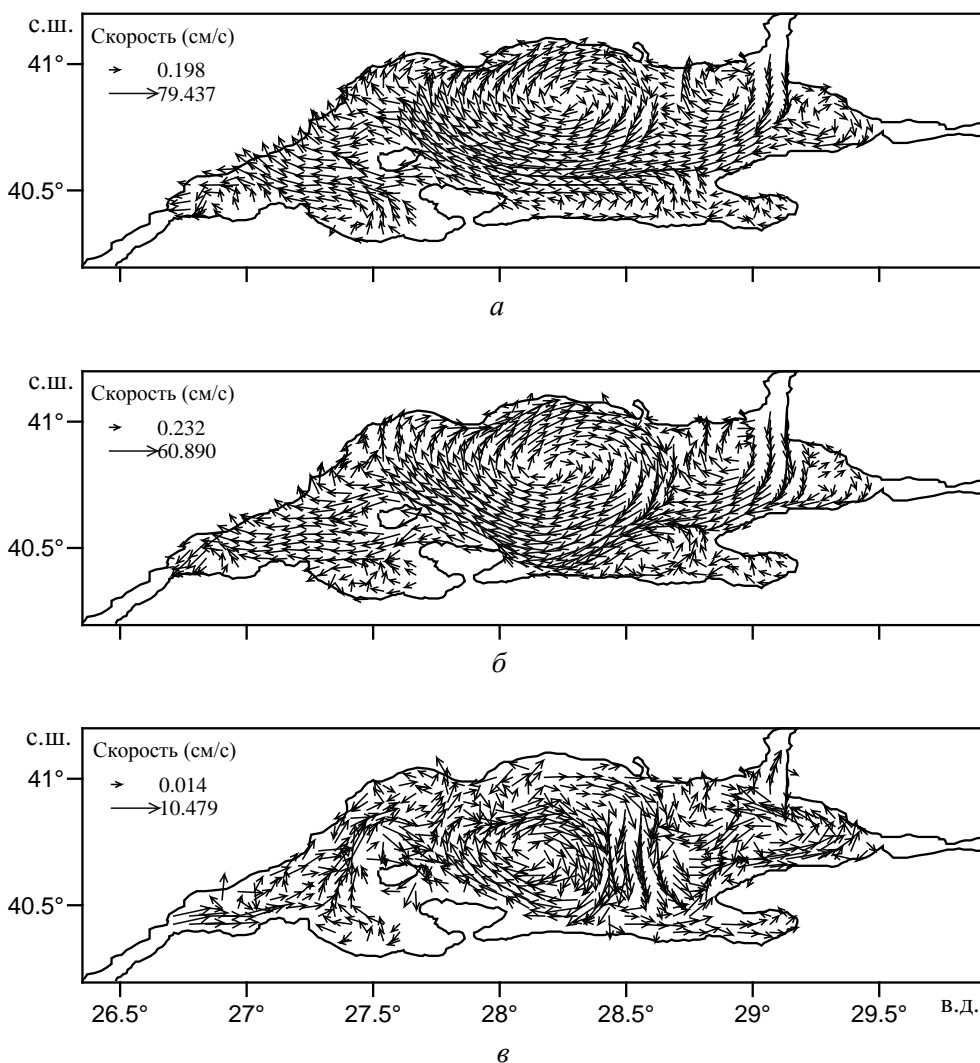 с.ш.
Скорость (см/с)
0.198
79.437
41°
40.5°
а
с.ш.
Скорость (см/с)
0.232
60.890
41°
40.5°
б
с.ш.
Скорость (см/с)
0.014
10.479
41°
40.5°
26.5° 27° 27.5° 28° 28.5° 29° 29.5° в.д.
в